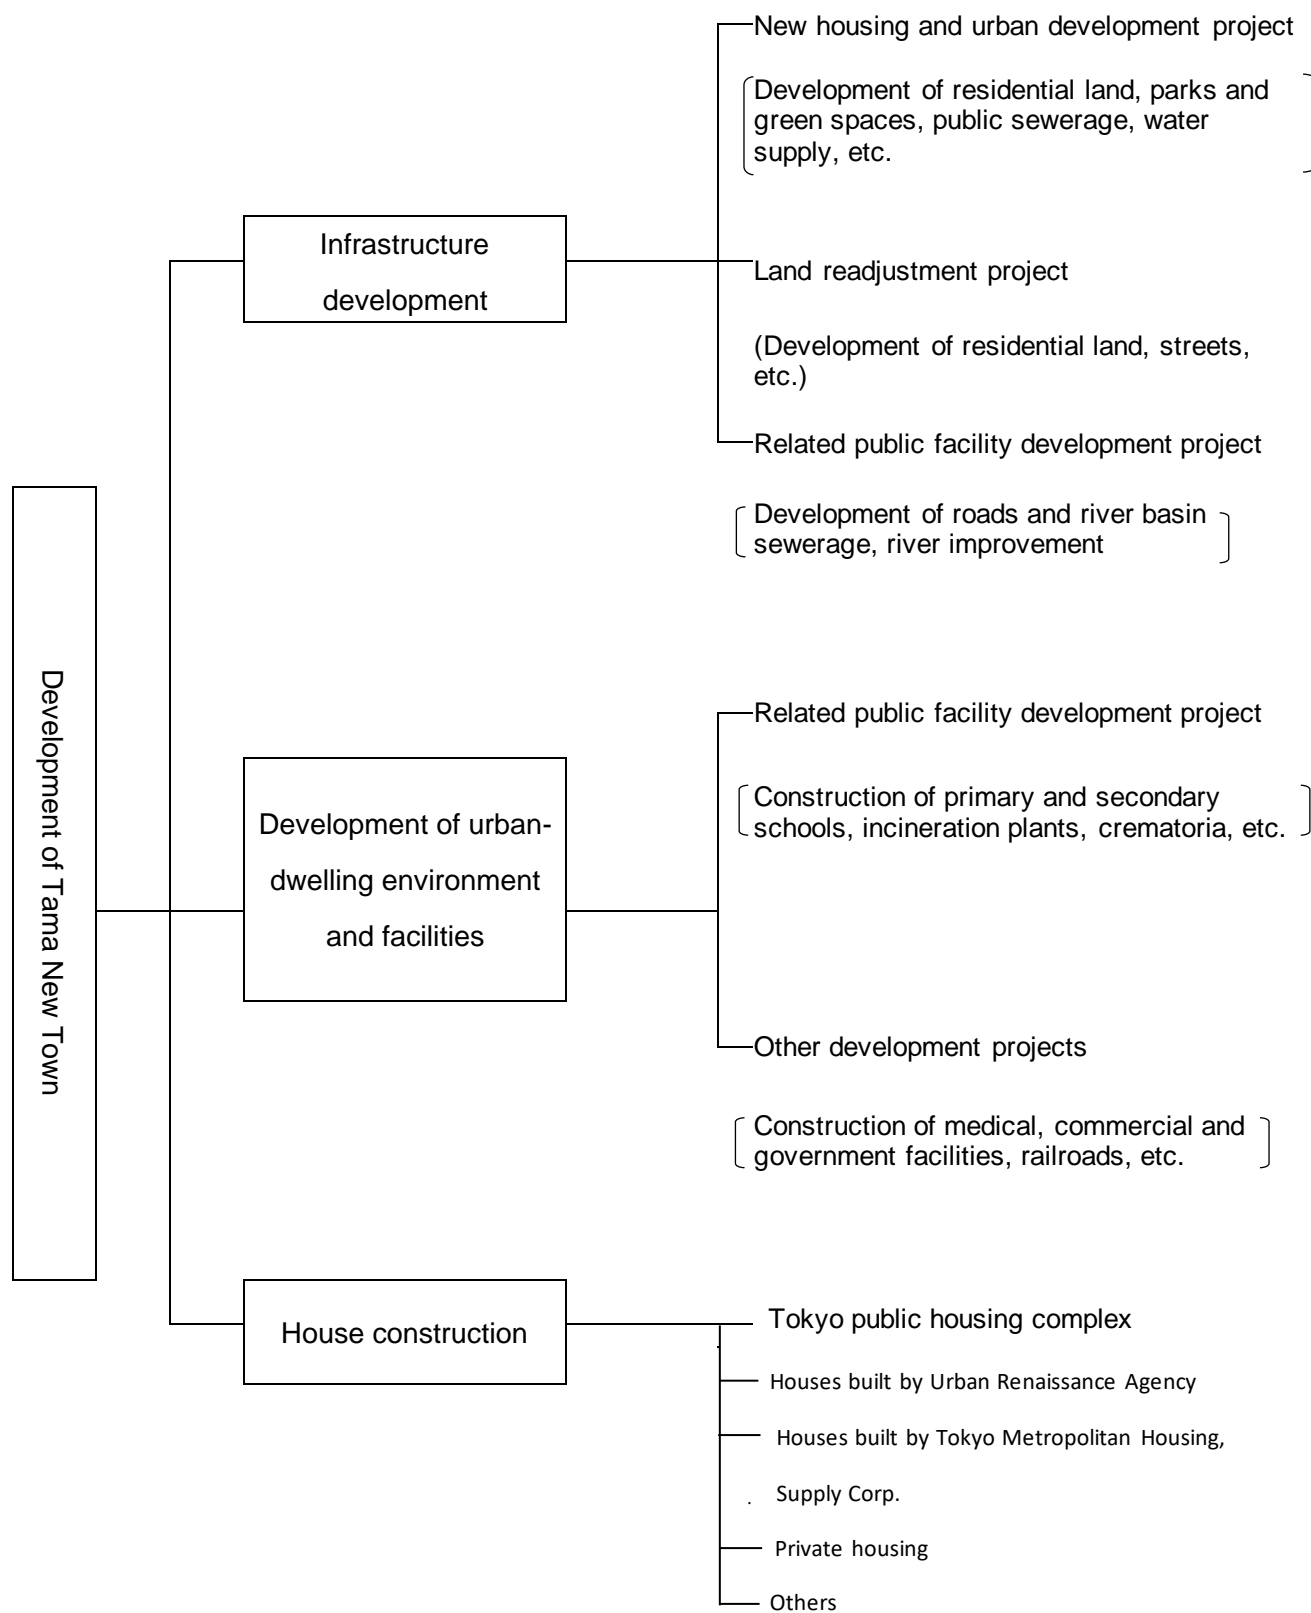 Development of Tama New Town
Infrastructure
development
New housing and urban development project
Development of residential land, parks and
green spaces, public sewerage, water
supply, etc.
Land readjustment project
(Development of residential land, streets,
etc.)
Related public facility development project
Development of roads and river basin
sewerage, river improvement
Development of urban-
dwelling environment
and facilities
Related public facility development project
Construction of primary and secondary
schools, incineration plants, crematoria, etc.
Other development projects
Construction of medical, commercial and
government facilities, railroads, etc.
House construction
Tokyo public housing complex
Houses built by Urban Renaissance Agency
Houses built by Tokyo Metropolitan Housing,
Supply Corp.
Private housing
Others